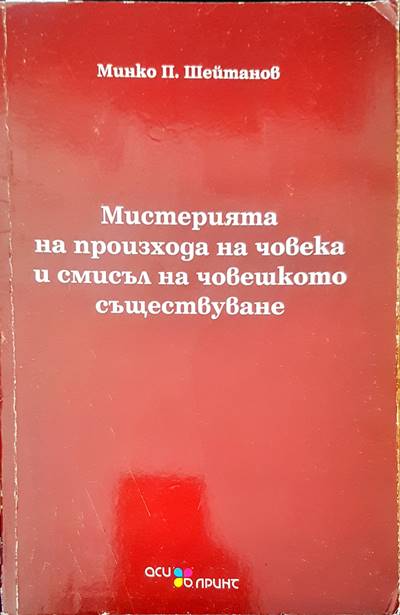 Минко П. Шейтанов
Мистерията
на произхода на човека
и смисъл на човешкото
съществуване
аси
принт